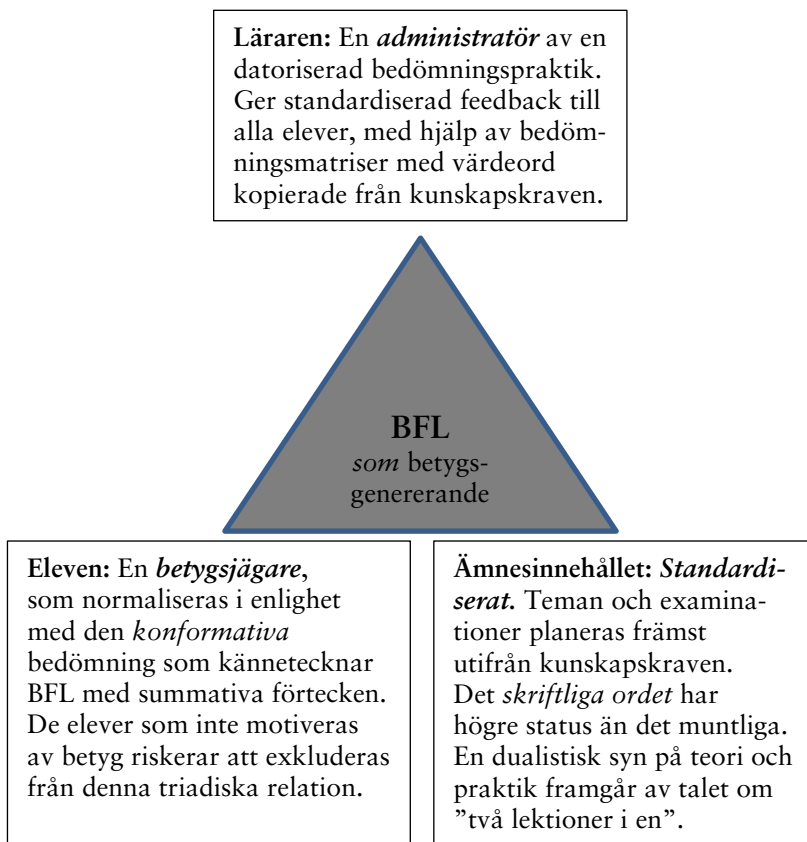 Läraren: En administratör av en
datoriserad bedömningspraktik.
Ger standardiserad feedback till
alla elever, med hjälp av bedöm-
ningsmatriser med värdeord
kopierade från kunskapskraven.
BFL
som betygs-
genererande
Eleven: En betygsjägare,
som normaliseras i enlighet
med den konformativa
bedömning som kännetecknar
BFL med summativa förtecken.
De elever som inte motiveras
av betyg riskerar att exkluderas
från denna triadiska relation.
Ämnesinnehållet: Standardi-
serat. Teman och examina-
tioner planeras främst
utifrån kunskapskraven.
Det skriftliga ordet har
högre status än det muntliga.
En dualistisk syn på teori och
praktik framgår av talet om
”två lektioner i en”.